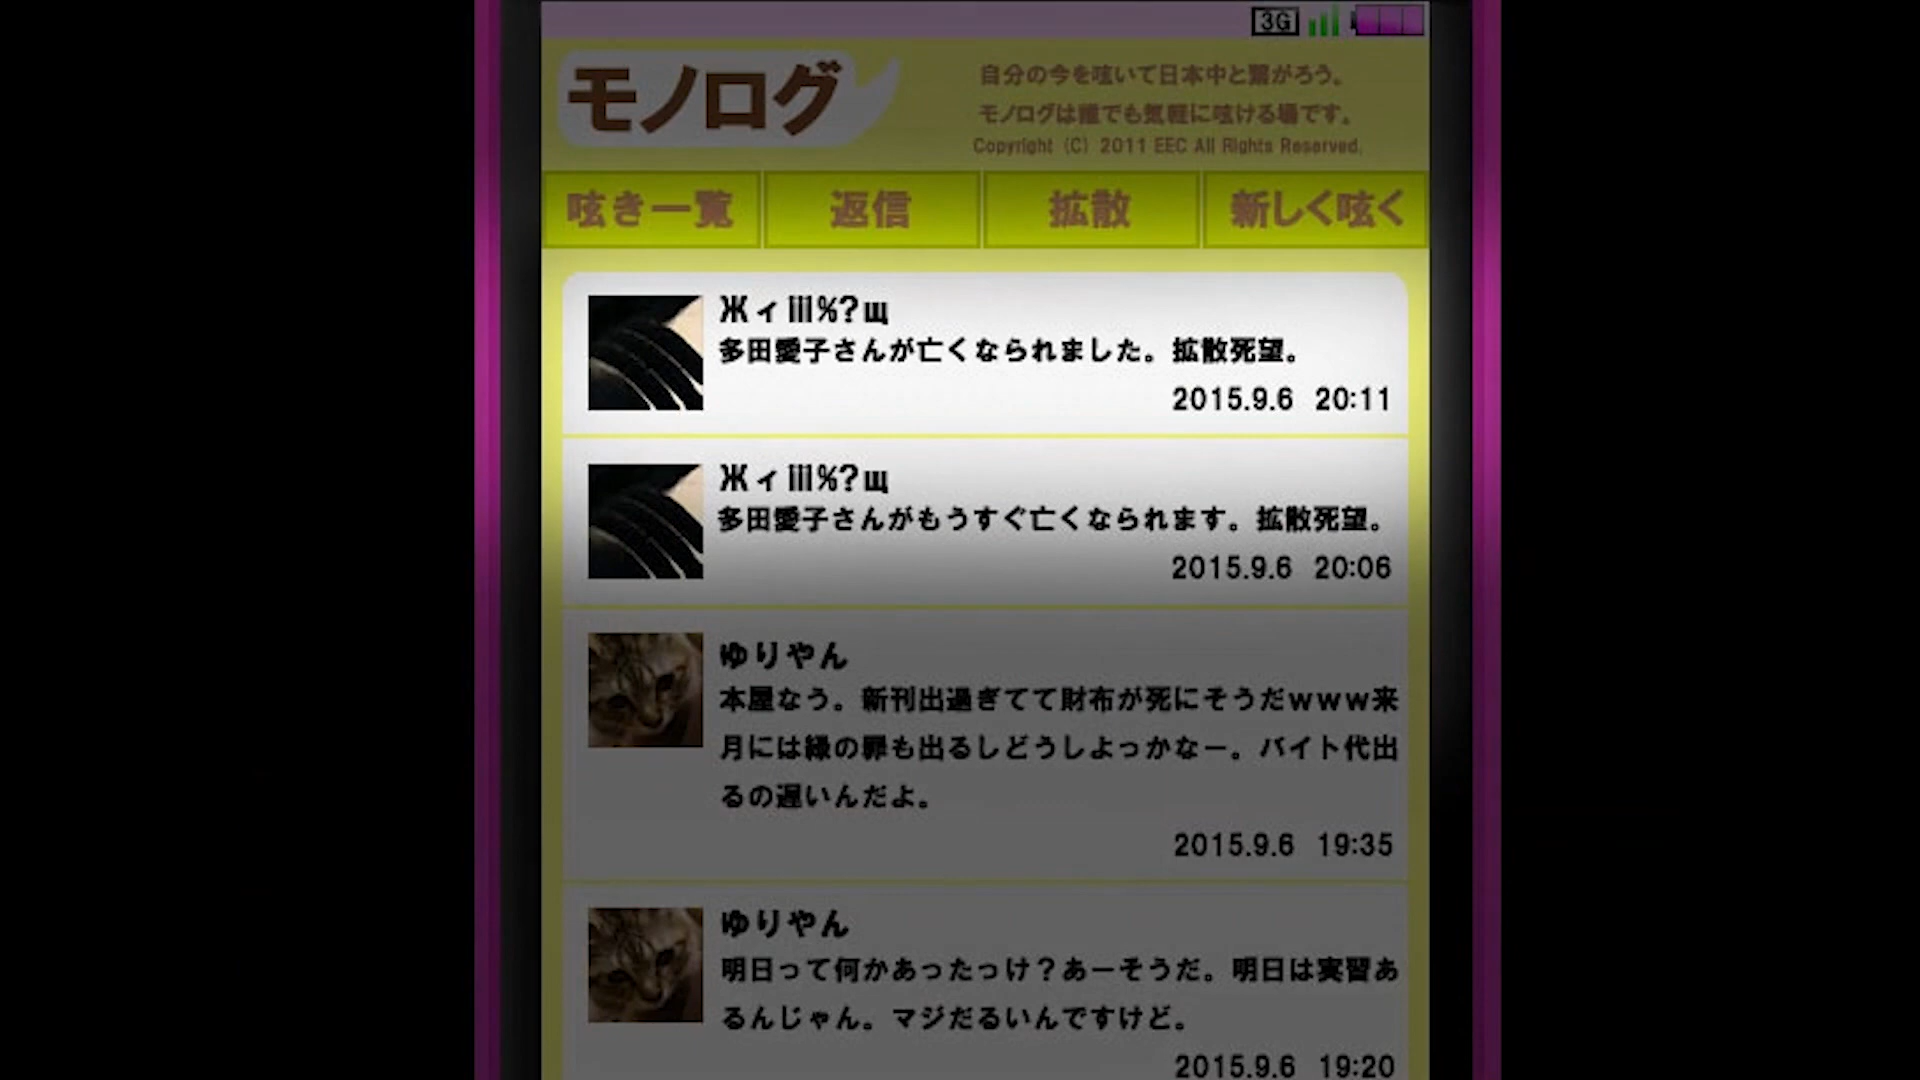 3G
モノログ
自分の今を呟いて日本中と繋がろう。
モノログは誰でも気軽に呟ける場です。
Copyright (C) 2011 EEC All Rights Reserved.
呟き一覧
返信
拡散
新しく呟く
Жィⅲ%?щ
多田愛子さんが亡くなられました。拡散死望。
2015.9.6 20:11
Жィⅲ%?щ
多田愛子さんがもうすぐ亡くなられます。拡散死望。
2015.9.6 20:06
ゆりやん
本屋なう。新刊出過ぎてて財布が死にそうだwww来
月には緑の罪も出るしどうしよっかなー。バイト代出
るの遅いんだよ。
2015.9.6 19:35
ゆりやん
明日って何かあったっけ？あーそうだ。明日は実習あ
るんじゃん。マジだるいんですけど。
2015.9.6 19:20